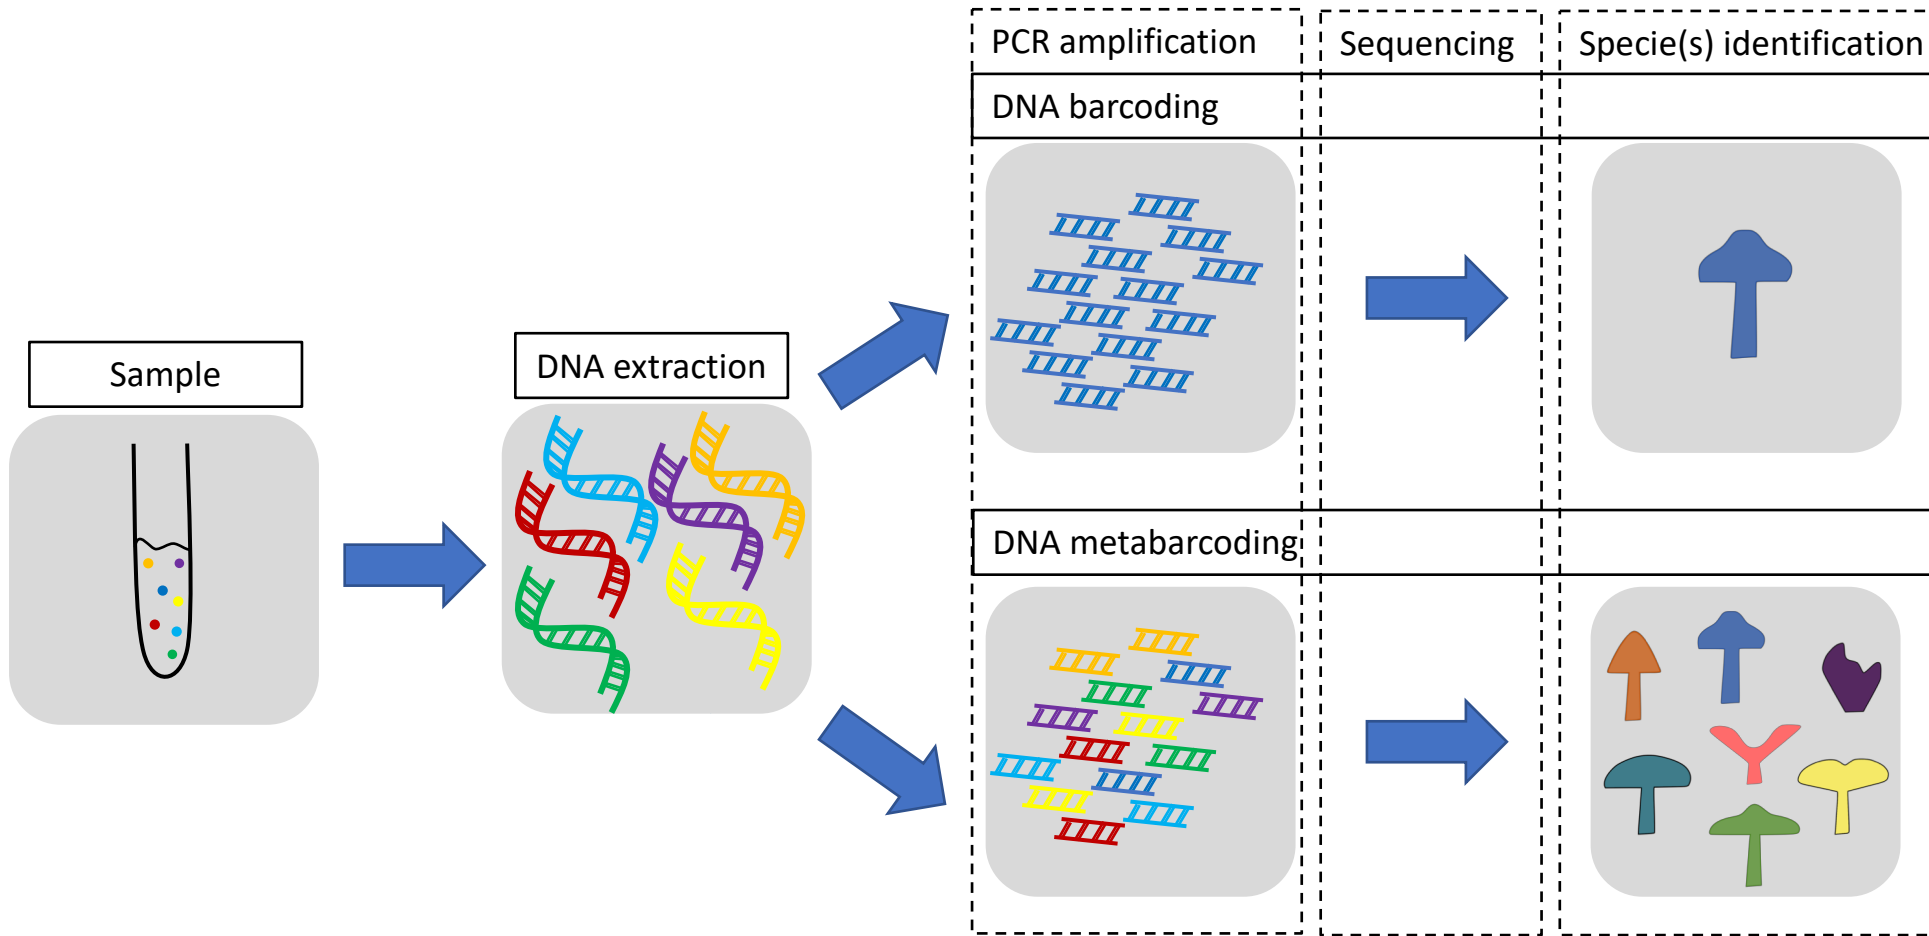 PCR amplification
Sequencing
Specie(s) identification
DNA barcoding
Sample
DNA extraction
DNA metabarcoding